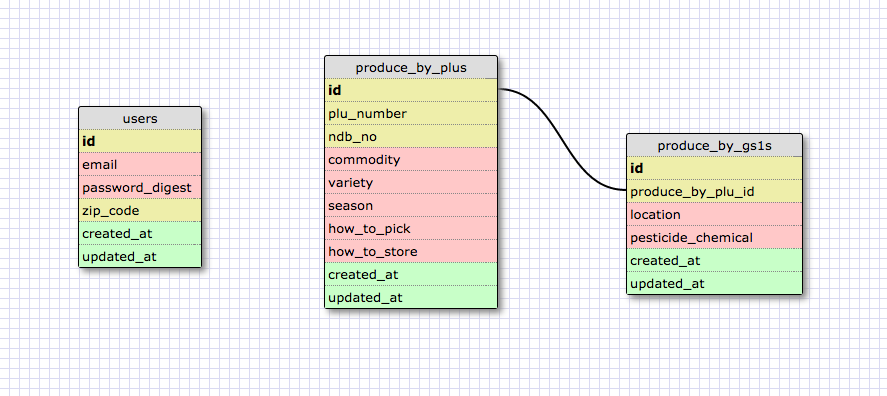 users
id
email
password_digest
zip_code
created_at
updated_at
produce_by_plus
id
plu_number
ndb_no
commodity
variety
season
how_to_pick
how_to_store
created_at
updated_at
produce_by_gs1s
id
produce_by_plu_id
location
pesticide_chemical
created_at
updated_at